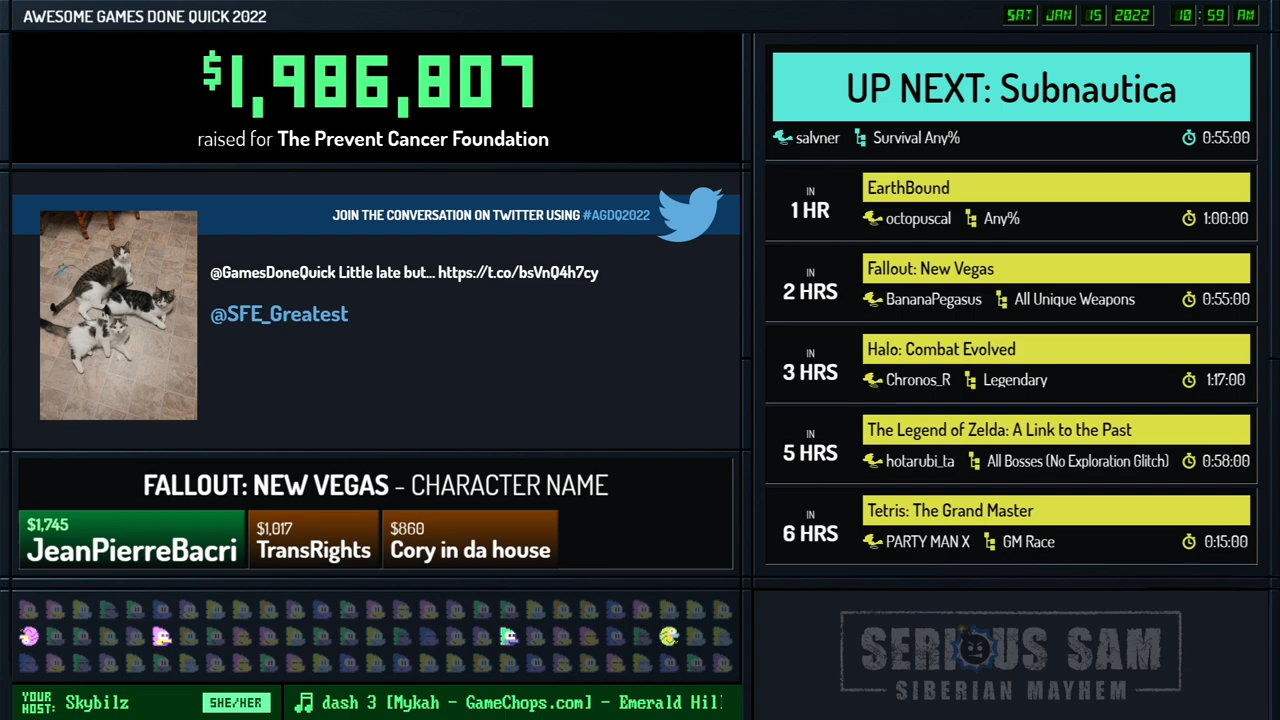 AWESOME GAMES DONE QUICK 2022
SAT JAN 15 2022 10:59 AM
$1,986,807
raised for The Prevent Cancer Foundation
JOIN THE CONVERSATION ON TWITTER USING #AGDQ2022
@GamesDoneQuick Little late but... https://t.co/bsVnQ4h7cy
@SFE_Greatest
FALLOUT: NEW VEGAS - CHARACTER NAME
$1,745
JeanPierreBacri
$1,017
TransRights
$860
Cory in da house
YOUR HOST: Skybilz SHE/HER
dash 3 [Mykah - GameChops.com] - Emerald Hil
UP NEXT: Subnautica
salvner Survival Any% 0:55:00
IN 1 HR
EarthBound
octopuscal Any% 1:00:00
IN 2 HRS
Fallout: New Vegas
BananaPegasus All Unique Weapons 0:55:00
IN 3 HRS
Halo: Combat Evolved
Chronos_R Legendary 1:17:00
IN 5 HRS
The Legend of Zelda: A Link to the Past
hotarubi_ta All Bosses (No Exploration Glitch) 0:58:00
IN 6 HRS
Tetris: The Grand Master
PARTY MAN X GM Race 0:15:00
SERIOUS SAM
SIBERIAN MAYHEM